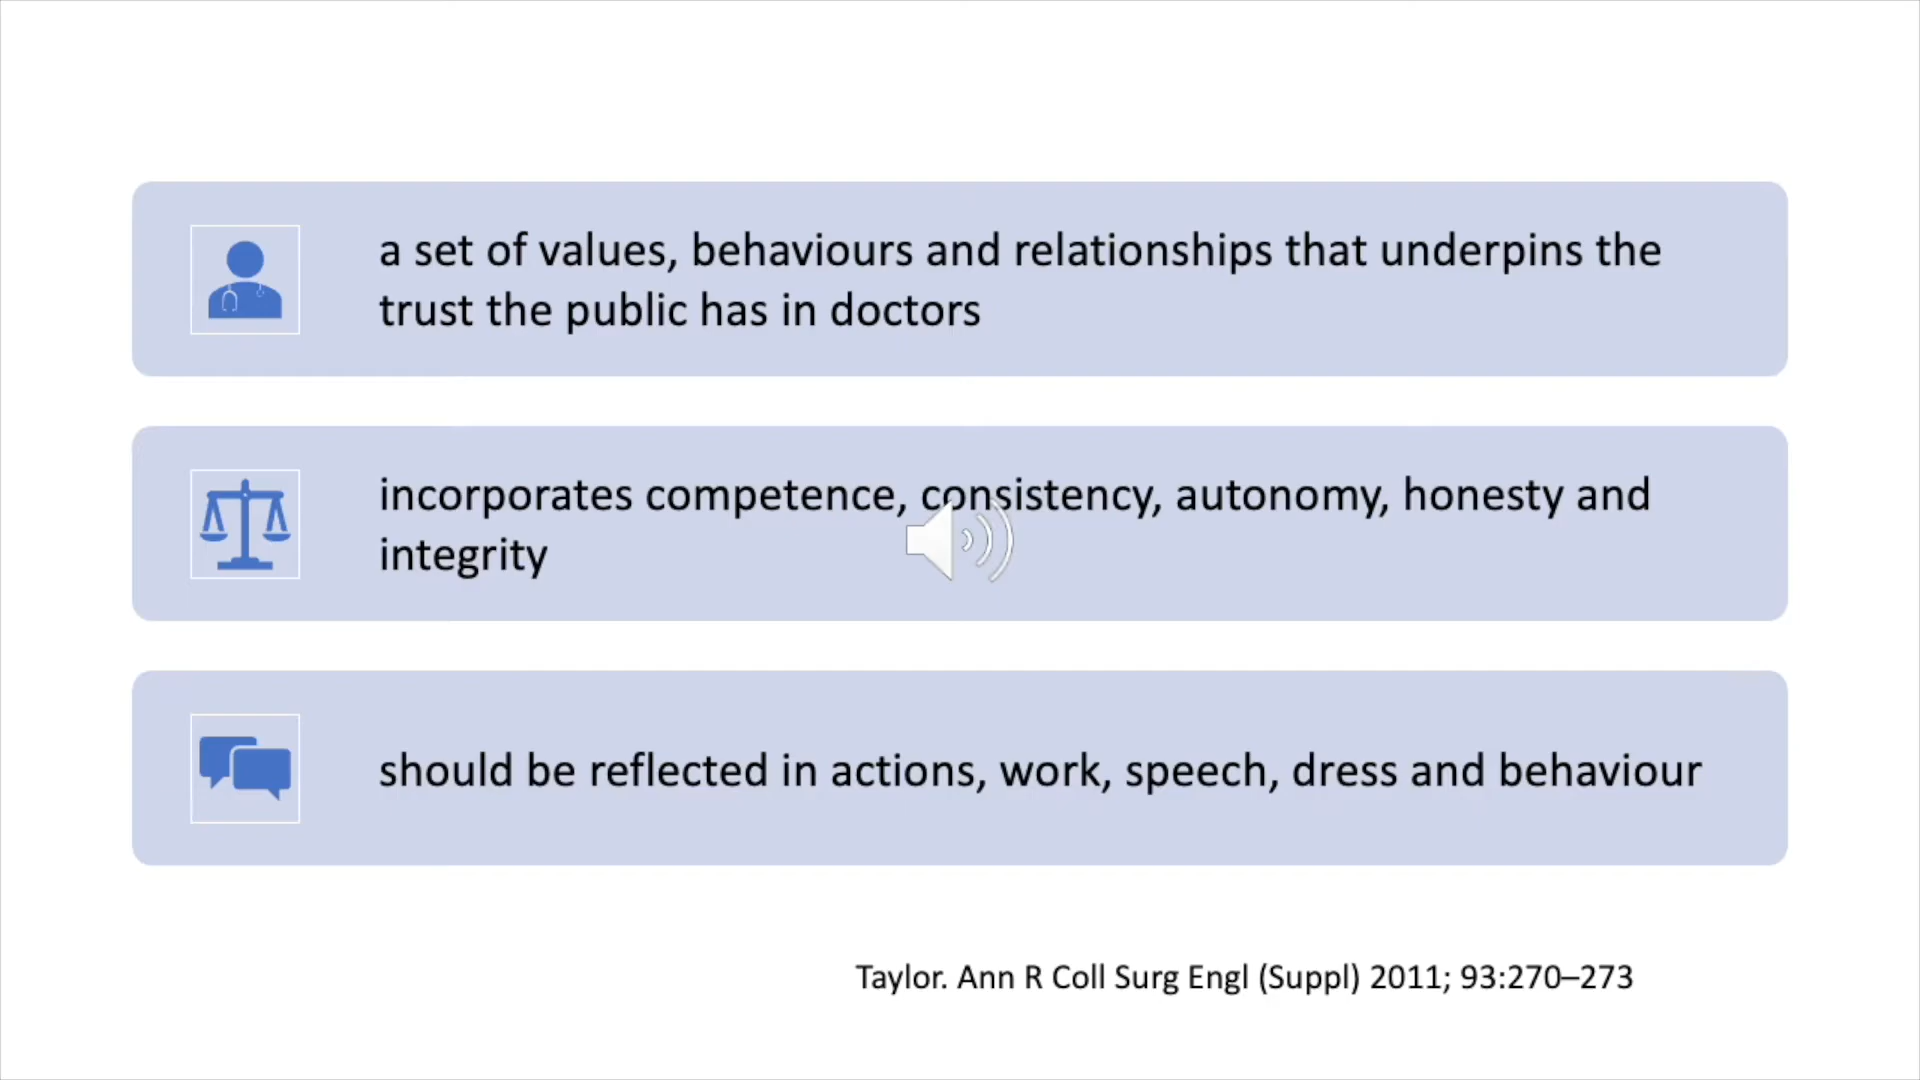 a set of values, behaviours and relationships that underpins the
trust the public has in doctors
incorporates competence, consistency, autonomy, honesty and
integrity
should be reflected in actions, work, speech, dress and behaviour
Taylor. Ann R Coll Surg Engl (Suppl) 2011; 93:270–273